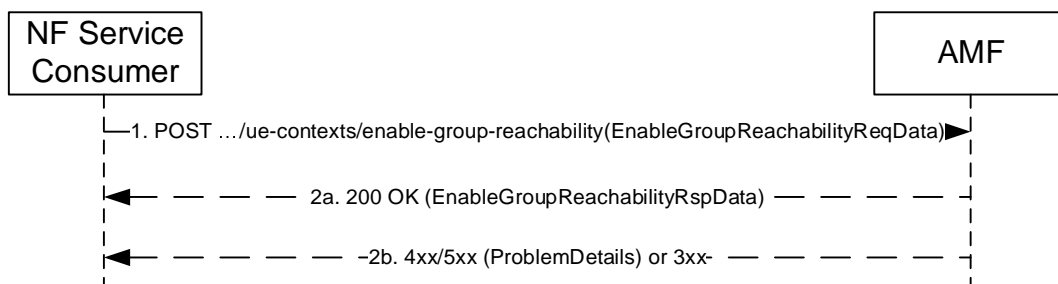 NF Service
Consumer
AMF
1. POST …/ue-contexts/enable-group-reachability(EnableGroupReachabilityReqData)
2a. 200 OK (EnableGroupReachabilityRspData)
2b. 4xx/5xx (ProblemDetails) or 3xx